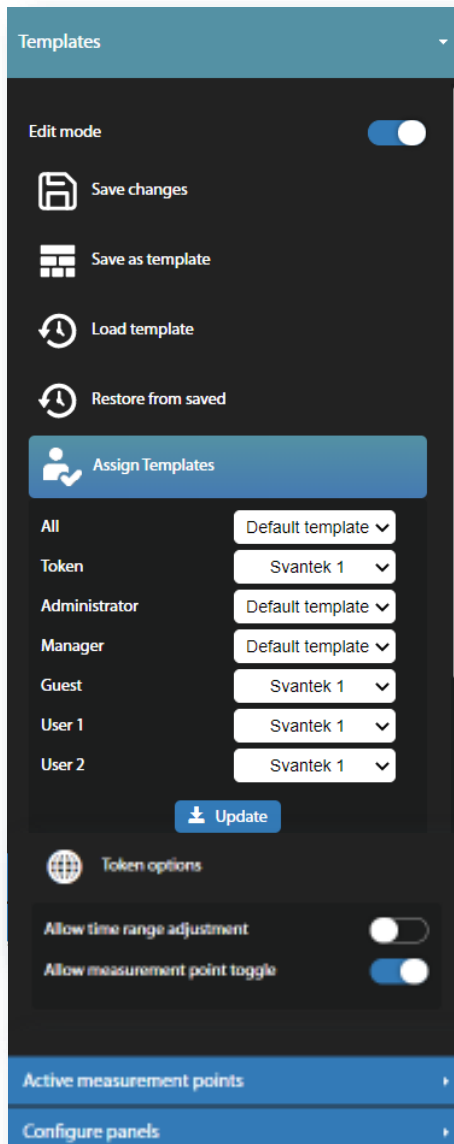 Templates
Edit mode
Save changes
Save as template
Load template
Restore from saved
Assign Templates
All Default template
Token Svantek 1
Administrator Default template
Manager Default template
Guest Svantek 1
User 1 Svantek 1
User 2 Svantek 1
Update
Token options
Allow time range adjustment
Allow measurement point toggle
Active measurement points
Configure panels